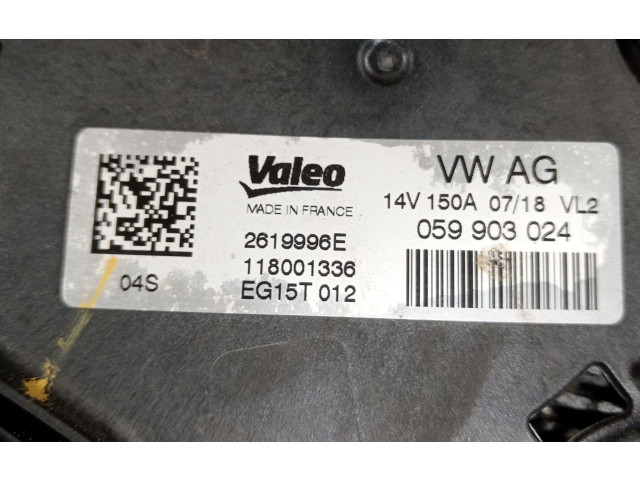 Valeo
MADE IN FRANCE
2619996E
118001336
EG15T 012
04S
VW AG
14V 150A 07/18 VL2
059 903 024